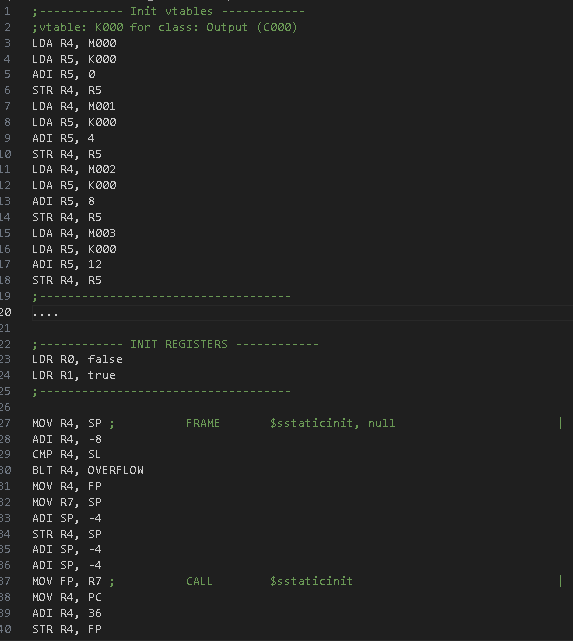 1 ;------------ Init vtables ------------
2 ;vtable: K000 for class: Output (C000)
3 LDA R4, M000
4 LDA R5, K000
5 ADI R5, 0
6 STR R4, R5
7 LDA R4, M001
8 LDA R5, K000
9 ADI R5, 4
10 STR R4, R5
11 LDA R4, M002
12 LDA R5, K000
13 ADI R5, 8
14 STR R4, R5
15 LDA R4, M003
16 LDA R5, K000
17 ADI R5, 12
18 STR R4, R5
19 ;------------------------------------
20 ....
21
22 ;------------ INIT REGISTERS ------------
23 LDR R0, false
24 LDR R1, true
25 ;------------------------------------
26
27 MOV R4, SP ; FRAME $sstaticinit, null |
28 ADI R4, -8
29 CMP R4, SL
30 BLT R4, OVERFLOW
31 MOV R4, FP
32 MOV R7, SP
33 ADI SP, -4
34 STR R4, SP
35 ADI SP, -4
36 ADI SP, -4
37 MOV FP, R7 ; CALL $sstaticinit |
38 MOV R4, PC
39 ADI R4, 36
40 STR R4, FP